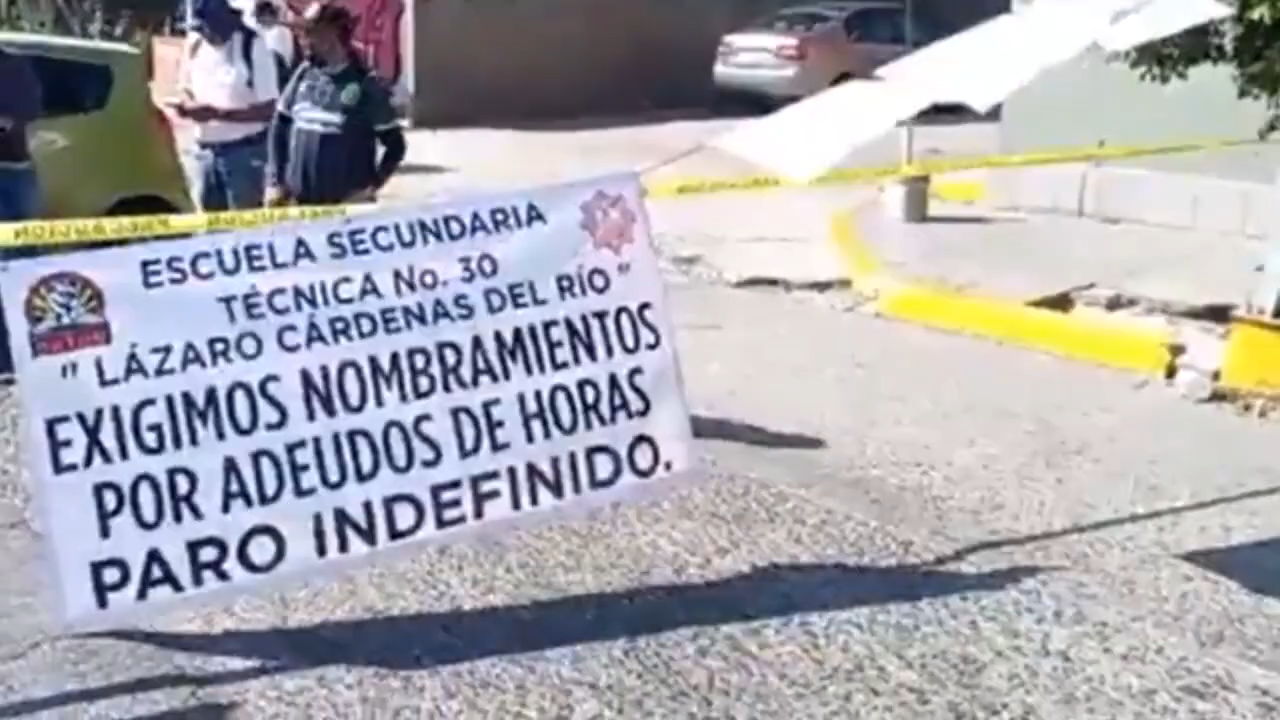 ESCUELA SECUNDARIA
TÉCNICA No. 30
" LÁZARO CÁRDENAS DEL RÍO "
EXIGIMOS NOMBRAMIENTOS
POR ADEUDOS DE HORAS
PARO INDEFINIDO.